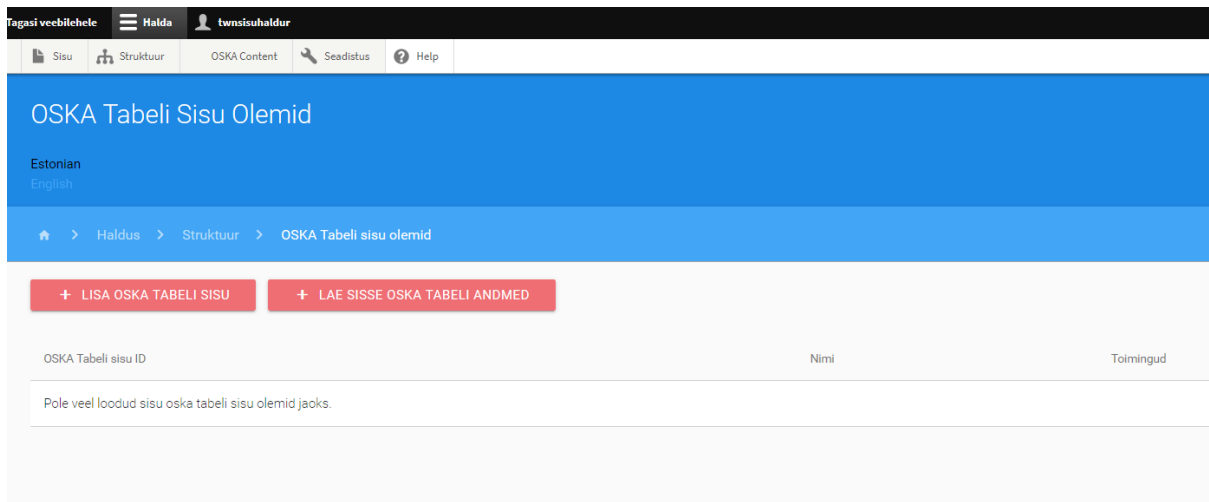 Tagasi veebilehele Halda twnsisuhaldur
Sisu Struktuur OSKA Content Seadistus Help
OSKA Tabeli Sisu Olemid
Estonian
English
> Haldus > Struktuur > OSKA Tabeli sisu olemid
+ LISA OSKA TABELI SISU + LAE SISSE OSKA TABELI ANDMED
OSKA Tabeli sisu ID Nimi Toimingud
Pole veel loodud sisu oska tabeli sisu olemid jaoks.